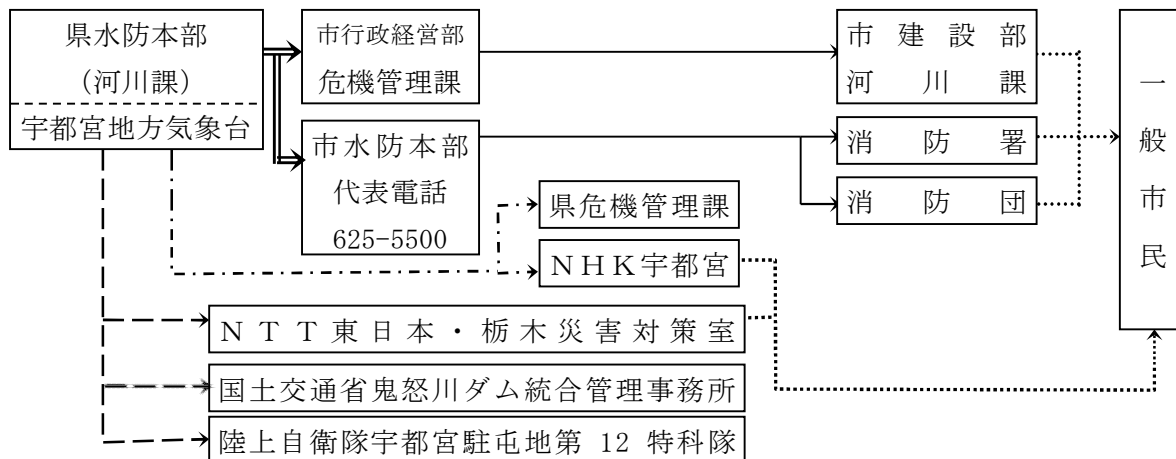 県水防本部
(河川課)
宇都宮地方気象台
市行政経営部
危機管理課
市水防本部
代表電話
625-5500
市建設部
河川課
消防署
消防団
県危機管理課
ＮＨＫ宇都宮
ＮＴＴ東日本・栃木災害対策室
国土交通省鬼怒川ダム統合管理事務所
陸上自衛隊宇都宮駐屯地第 12 特科隊
一般市民